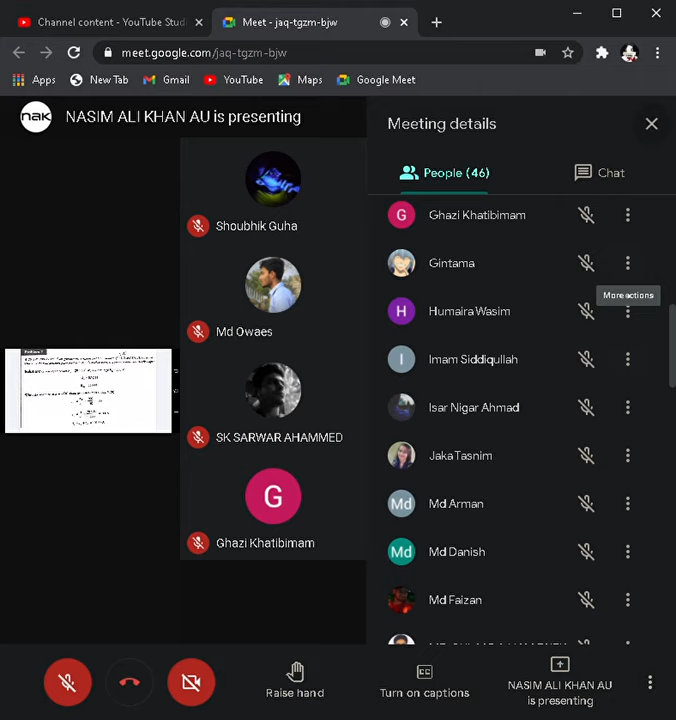 Channel content - YouTube Stud
Meet - jaq-tgzm-bjw
meet.google.com/jaq-tgzm-bjw
Apps
New Tab
Gmail
YouTube
Maps
Google Meet
nak
NASIM ALI KHAN AU is presenting
Shoubhik Guha
Md Owaes
SK SARWAR AHAMMED
G
Ghazi Khatibimam
Meeting details
People (46)
Chat
G
Ghazi Khatibimam
Gintama
More actions
H
Humaira Wasim
I
Imam Siddiqullah
Isar Nigar Ahmad
Jaka Tasnim
Md
Md Arman
Md
Md Danish
Md Faizan
Raise hand
Turn on captions
NASIM ALI KHAN AU
is presenting